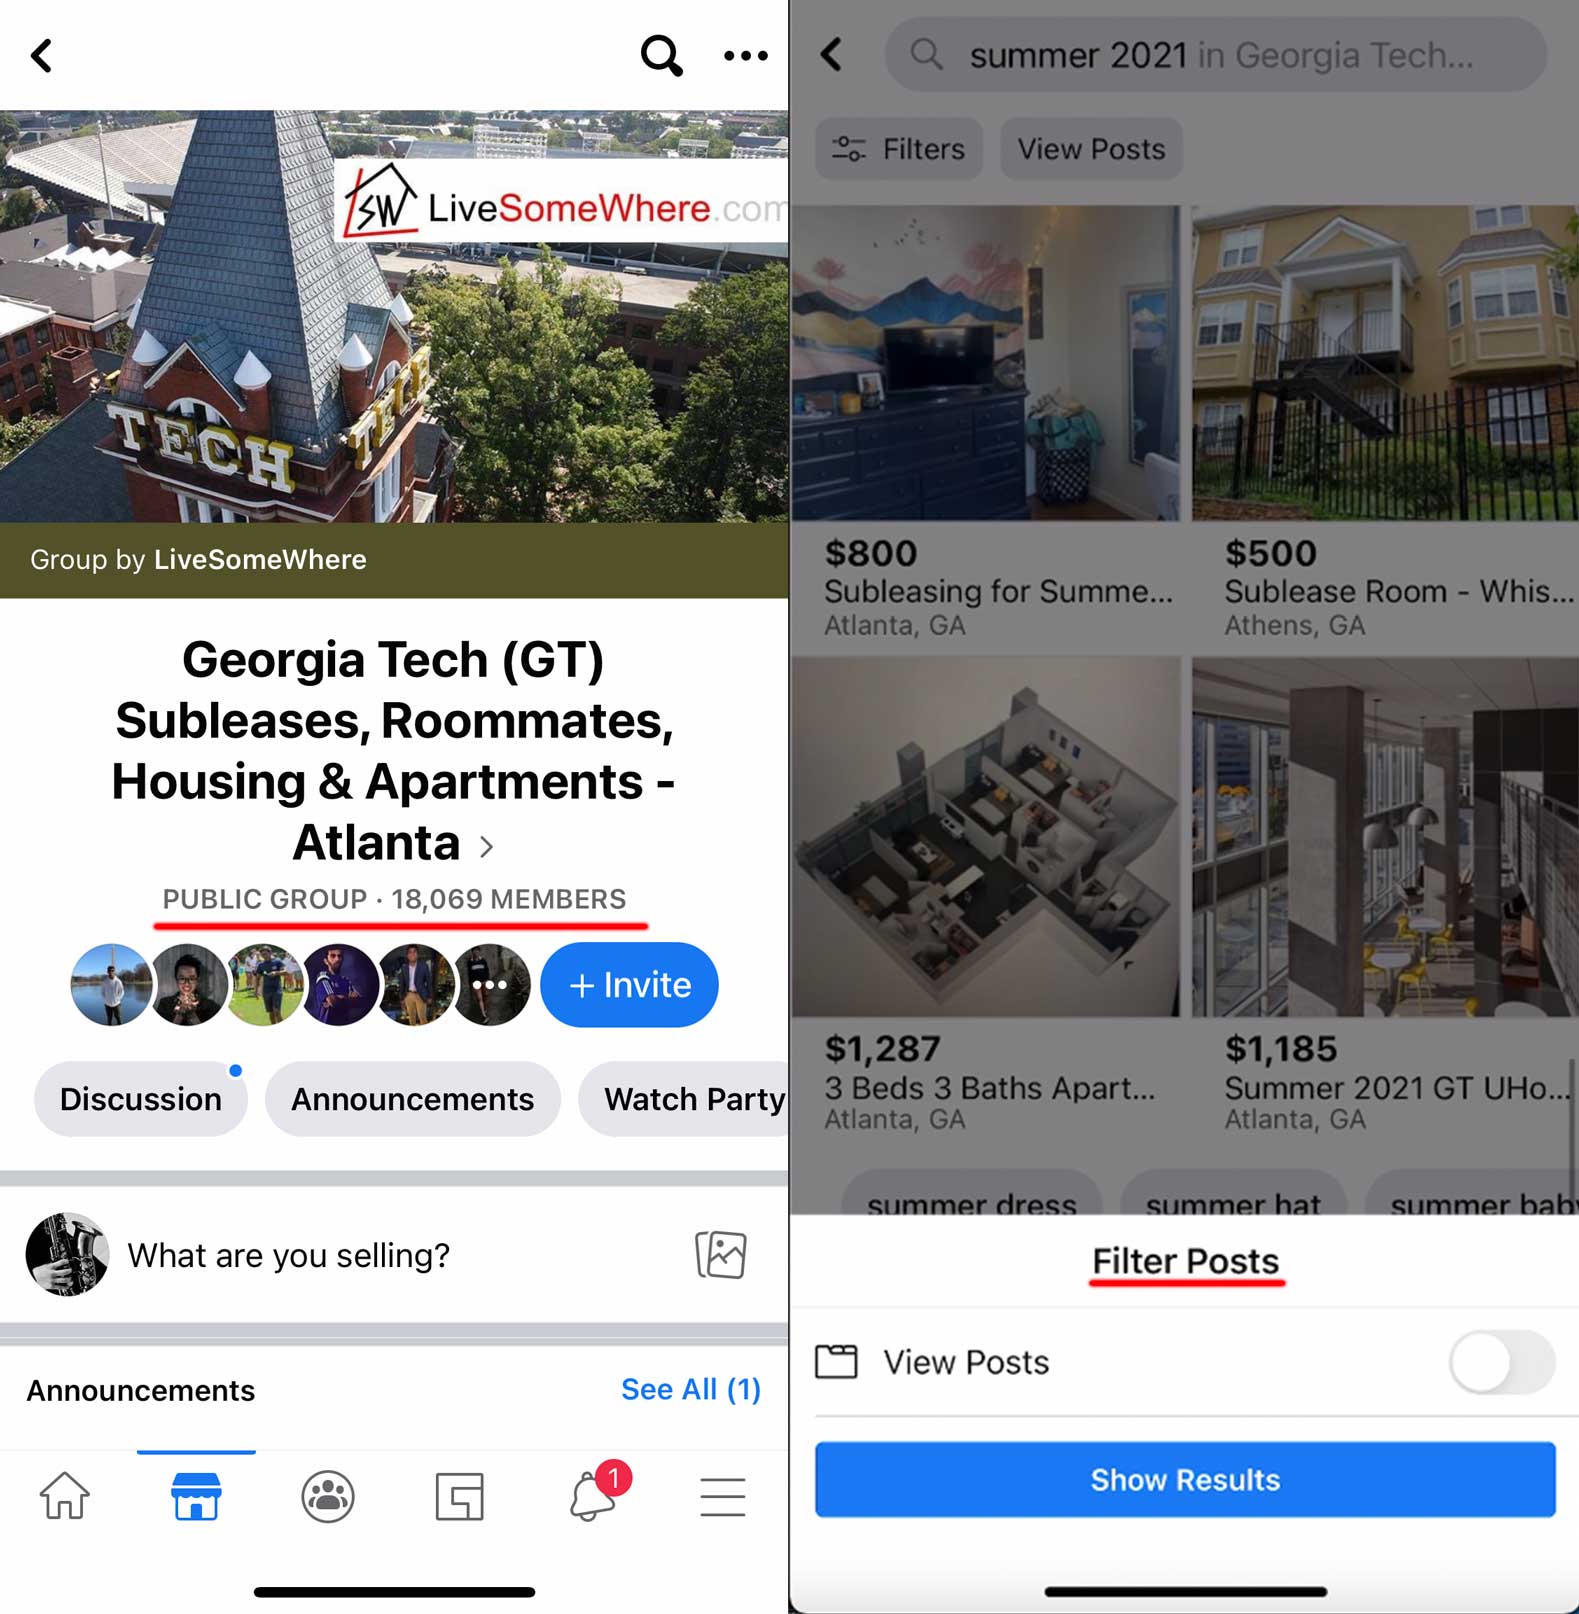 SW LiveSomeWhere.com
TECH
TECH
Group by LiveSomeWhere
Georgia Tech (GT)
Subleases, Roommates,
Housing & Apartments -
Atlanta
PUBLIC GROUP · 18,069 MEMBERS
+ Invite
Discussion
Announcements
Watch Party
What are you selling?
Announcements
See All (1)
1
summer 2021 in Georgia Tech...
Filters
View Posts
$800
Subleasing for Summe...
Atlanta, GA
$500
Sublease Room - Whis...
Athens, GA
$1,287
3 Beds 3 Baths Apart...
Atlanta, GA
$1,185
Summer 2021 GT UHo...
Atlanta, GA
summer dress
summer hat
summer baby
Filter Posts
View Posts
Show Results